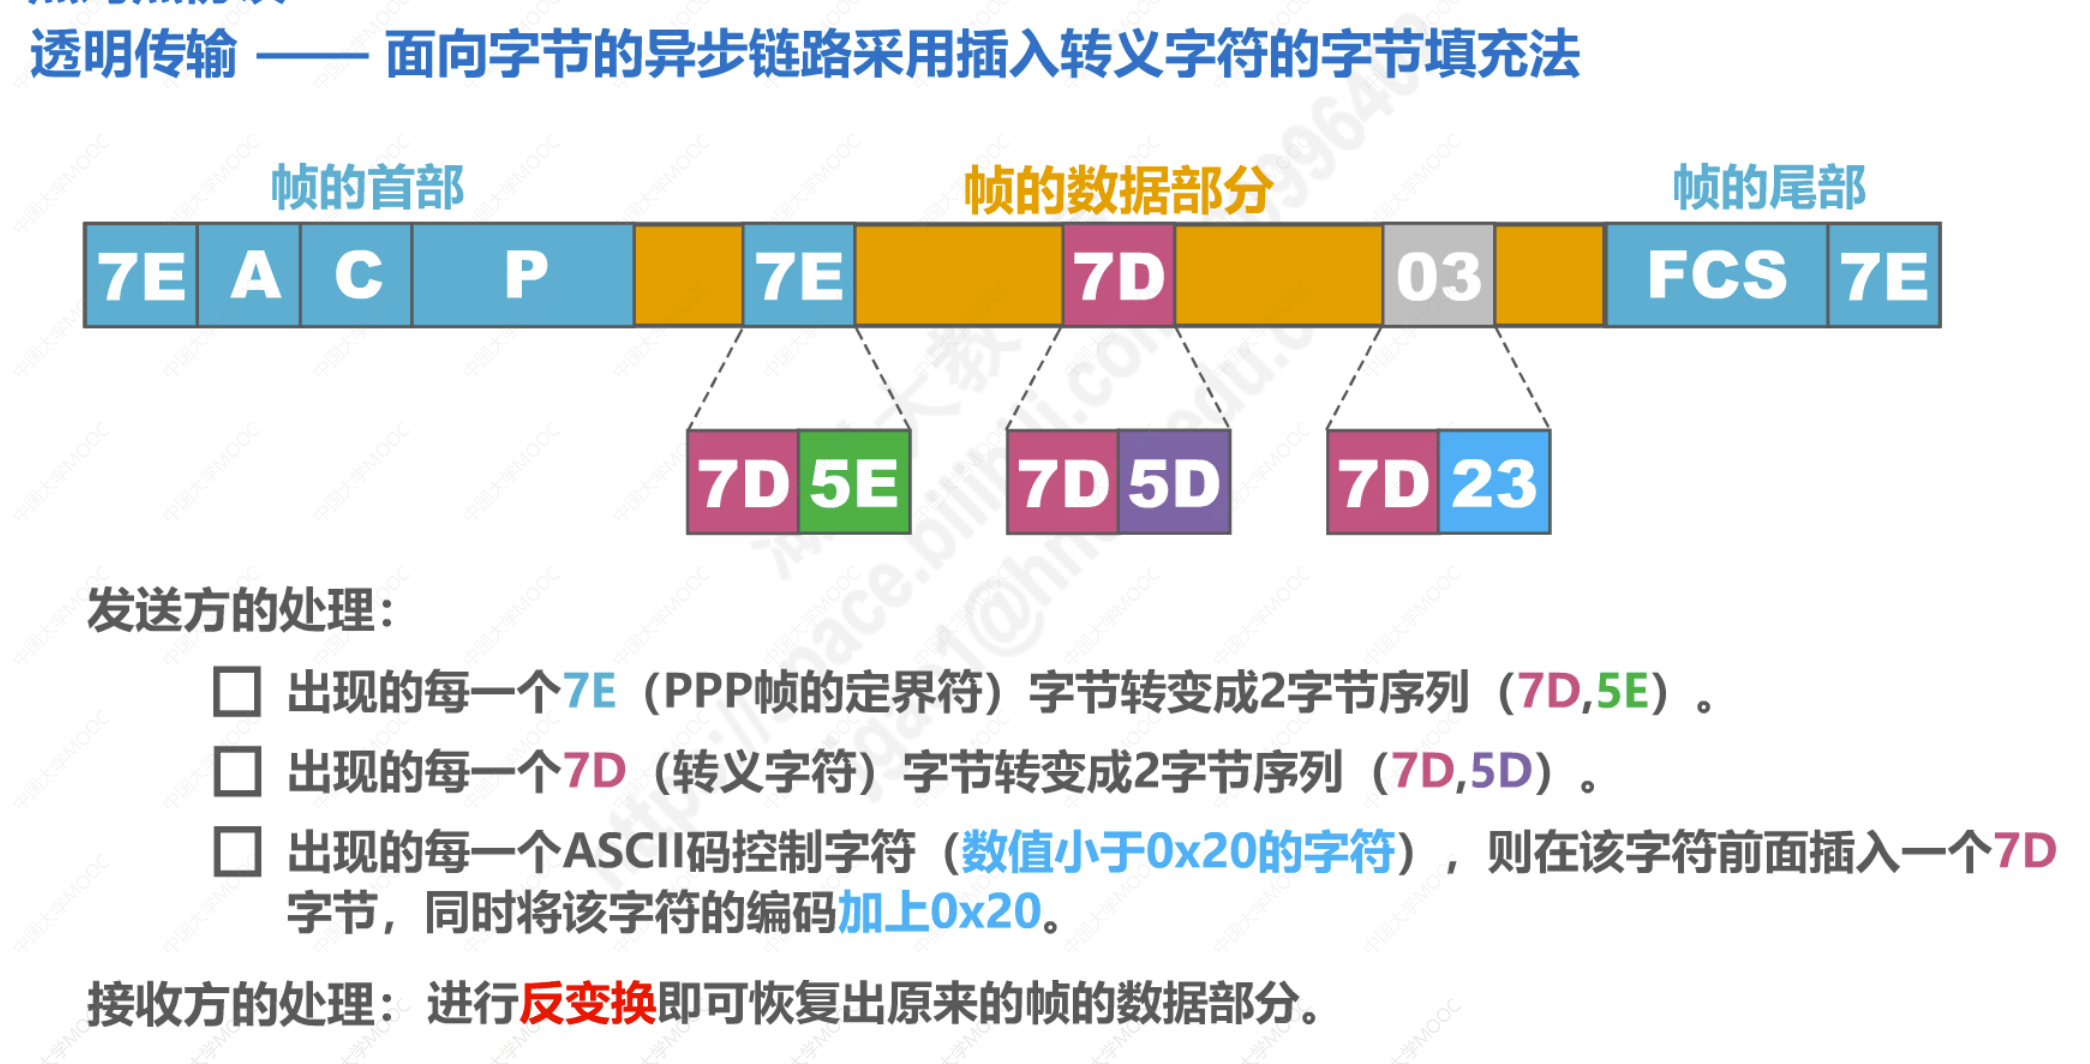 透明传输 —— 面向字节的异步链路采用插入转义字符的字节填充法
帧的首部 帧的数据部分 帧的尾部
7E A C P 7E 7D 03 FCS 7E
7D 5E 7D 5D 7D 23
发送方的处理：
出现的每一个7E（PPP帧的定界符）字节转变成2字节序列（7D,5E）。
出现的每一个7D（转义字符）字节转变成2字节序列（7D,5D）。
出现的每一个ASCII码控制字符（数值小于0x20的字符），则在该字符前面插入一个7D
字节，同时将该字符的编码加上0x20。
接收方的处理：进行反变换即可恢复出原来的帧的数据部分。
中国大学MOOC